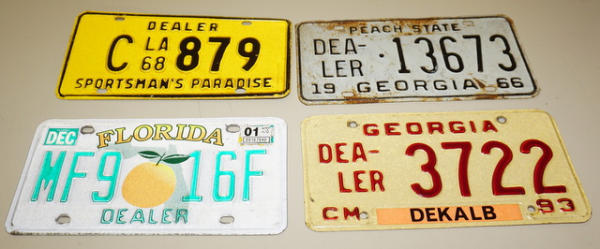 DEALER
C LA 68 879
SPORTSMAN'S PARADISE
PEACH STATE
DEA-
LER ·13673
19 GEORGIA 66
DEC FLORIDA 01
MF9 16F
DEALER
GEORGIA
DEA-
LER 3722
CM DEKALB 93